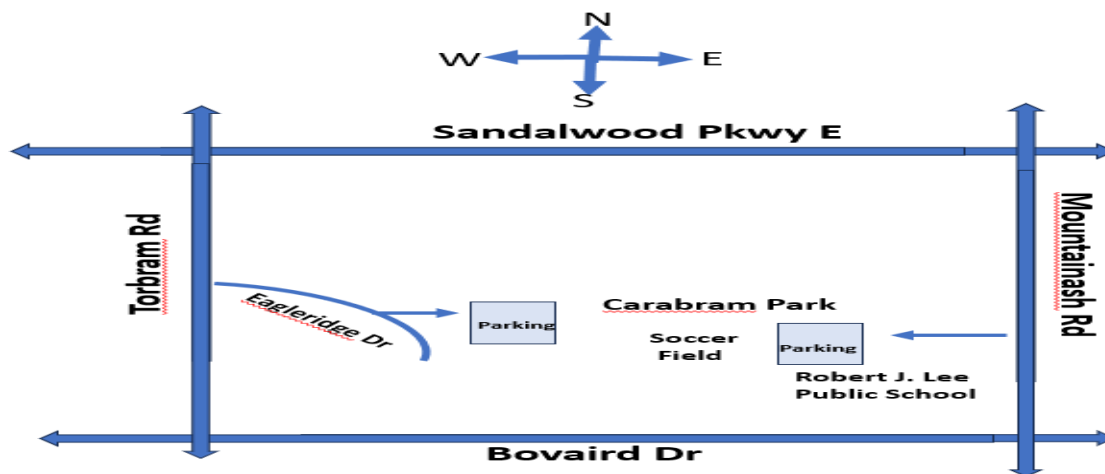 N
W E
S
Sandalwood Pkwy E
Torbram Rd
Mountainash Rd
Eagleridge Dr
Parking
Carabram Park
Soccer
Field
Parking
Robert J. Lee
Public School
Bovaird Dr